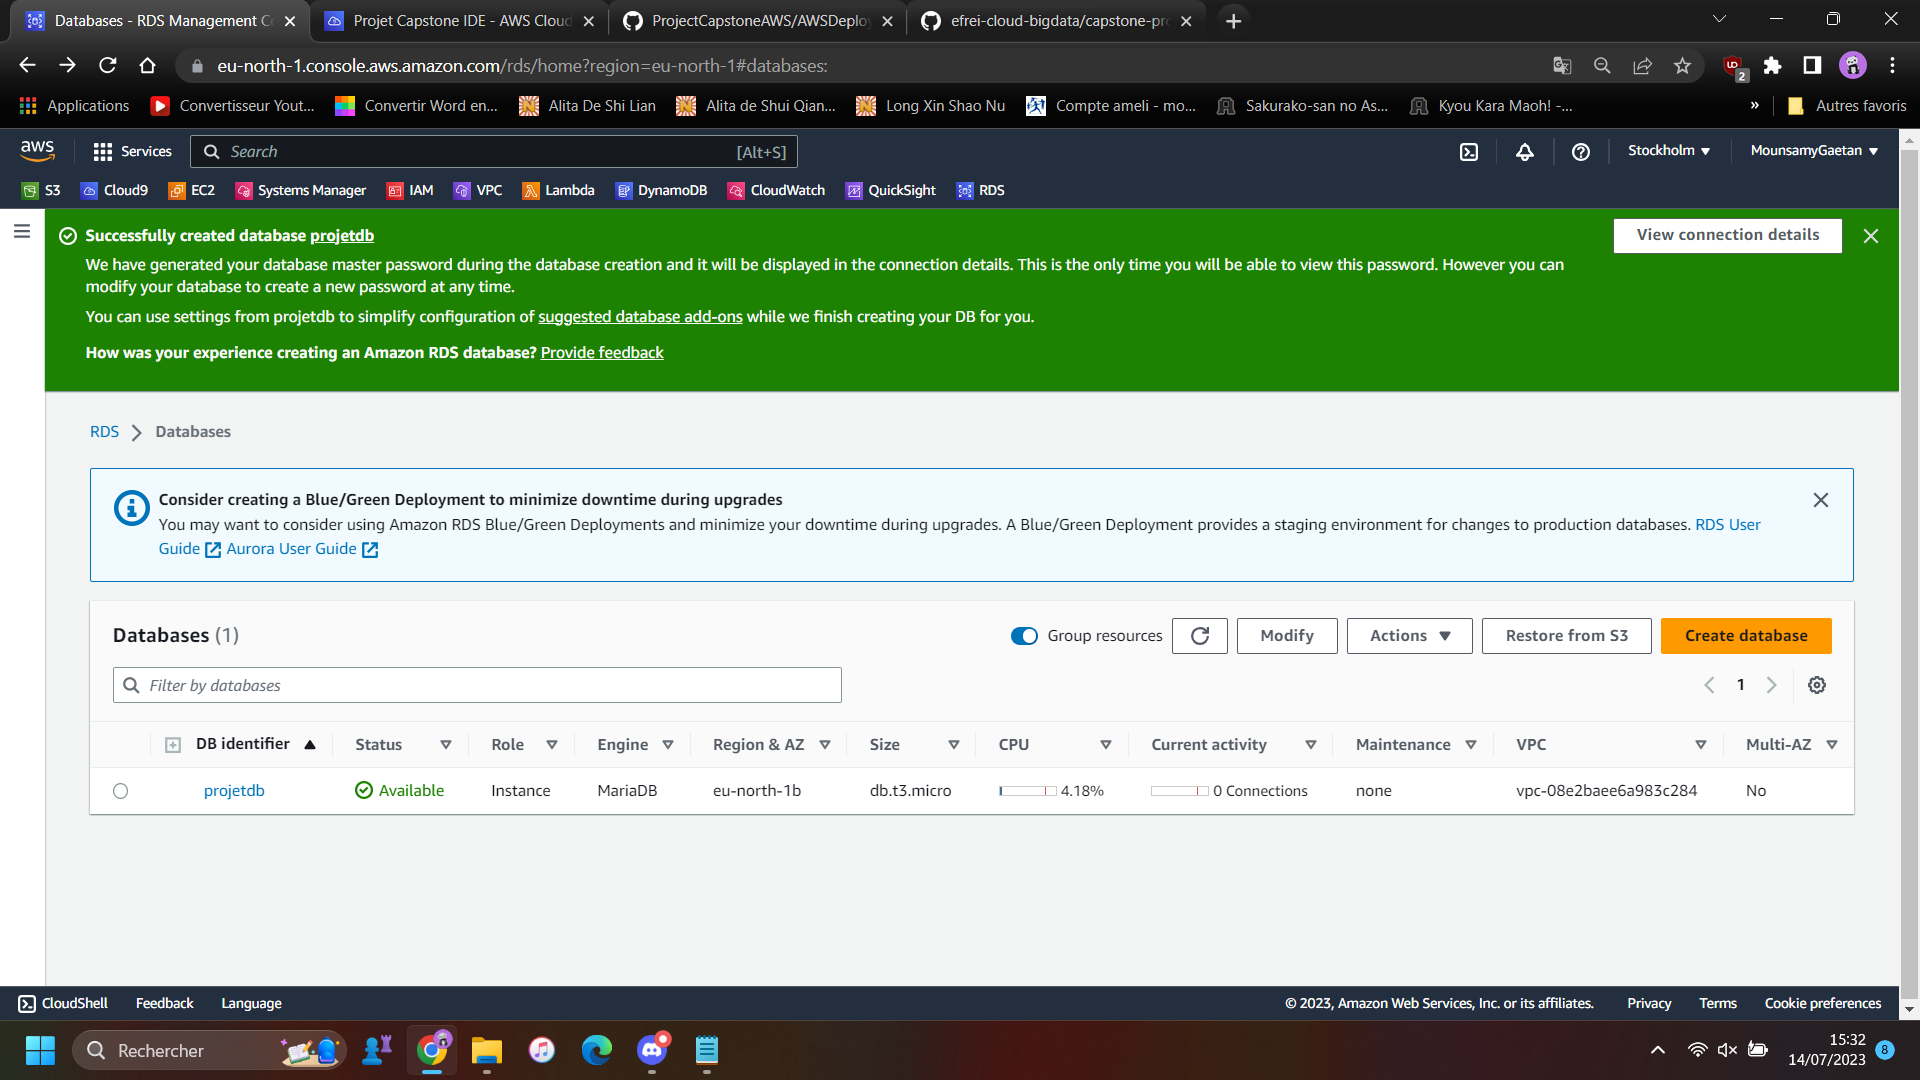 Databases - RDS Management Co
Projet Capstone IDE - AWS Cloud
ProjectCapstoneAWS/AWSDeploy
efrei-cloud-bigdata/capstone-pro
eu-north-1.console.aws.amazon.com/rds/home?region=eu-north-1#databases:
UD
2
Applications
Convertisseur Yout...
Convertir Word en...
Alita De Shi Lian
Alita de Shui Qian...
Long Xin Shao Nu
Compte ameli - mo...
Sakurako-san no As...
Kyou Kara Maoh! -...
»
Autres favoris
aws
Services
Search
[Alt+S]
Stockholm
MounsamyGaetan
S3
Cloud9
EC2
Systems Manager
IAM
VPC
Lambda
DynamoDB
CloudWatch
QuickSight
RDS
Successfully created database projetdb
View connection details
We have generated your database master password during the database creation and it will be displayed in the connection details. This is the only time you will be able to view this password. However you can
modify your database to create a new password at any time.
You can use settings from projetdb to simplify configuration of suggested database add-ons while we finish creating your DB for you.
How was your experience creating an Amazon RDS database? Provide feedback
RDS
Databases
Consider creating a Blue/Green Deployment to minimize downtime during upgrades
You may want to consider using Amazon RDS Blue/Green Deployments and minimize your downtime during upgrades. A Blue/Green Deployment provides a staging environment for changes to production databases. RDS User
Guide Aurora User Guide
Databases (1)
Group resources
Modify
Actions
Restore from S3
Create database
Filter by databases
1
DB identifier
Status
Role
Engine
Region & AZ
Size
CPU
Current activity
Maintenance
VPC
Multi-AZ
projetdb
Available
Instance
MariaDB
eu-north-1b
db.t3.micro
4.18%
0 Connections
none
vpc-08e2baee6a983c284
No
CloudShell
Feedback
Language
© 2023, Amazon Web Services, Inc. or its affiliates.
Privacy
Terms
Cookie preferences
Rechercher
15:32
14/07/2023
8